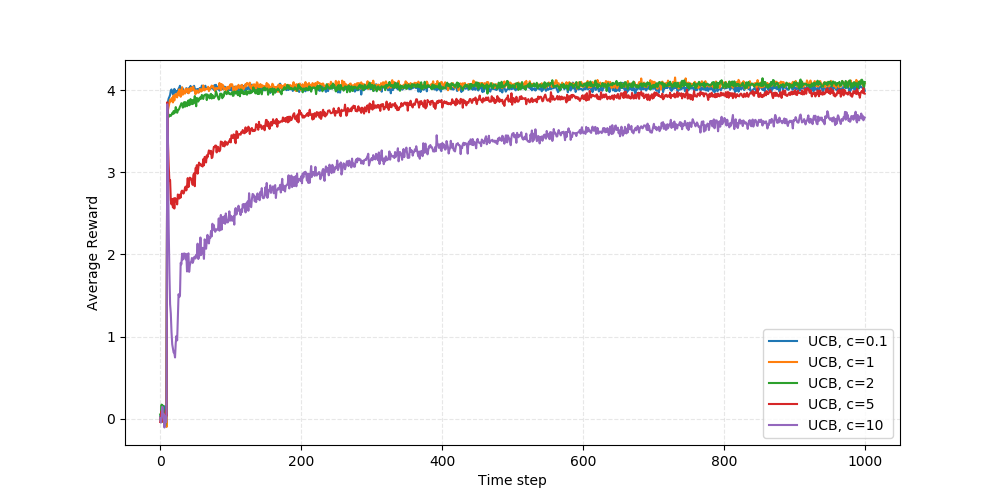 4
3
2
1
0
Average Reward
0 200 400 600 800 1000
Time step
UCB, c=0.1
UCB, c=1
UCB, c=2
UCB, c=5
UCB, c=10